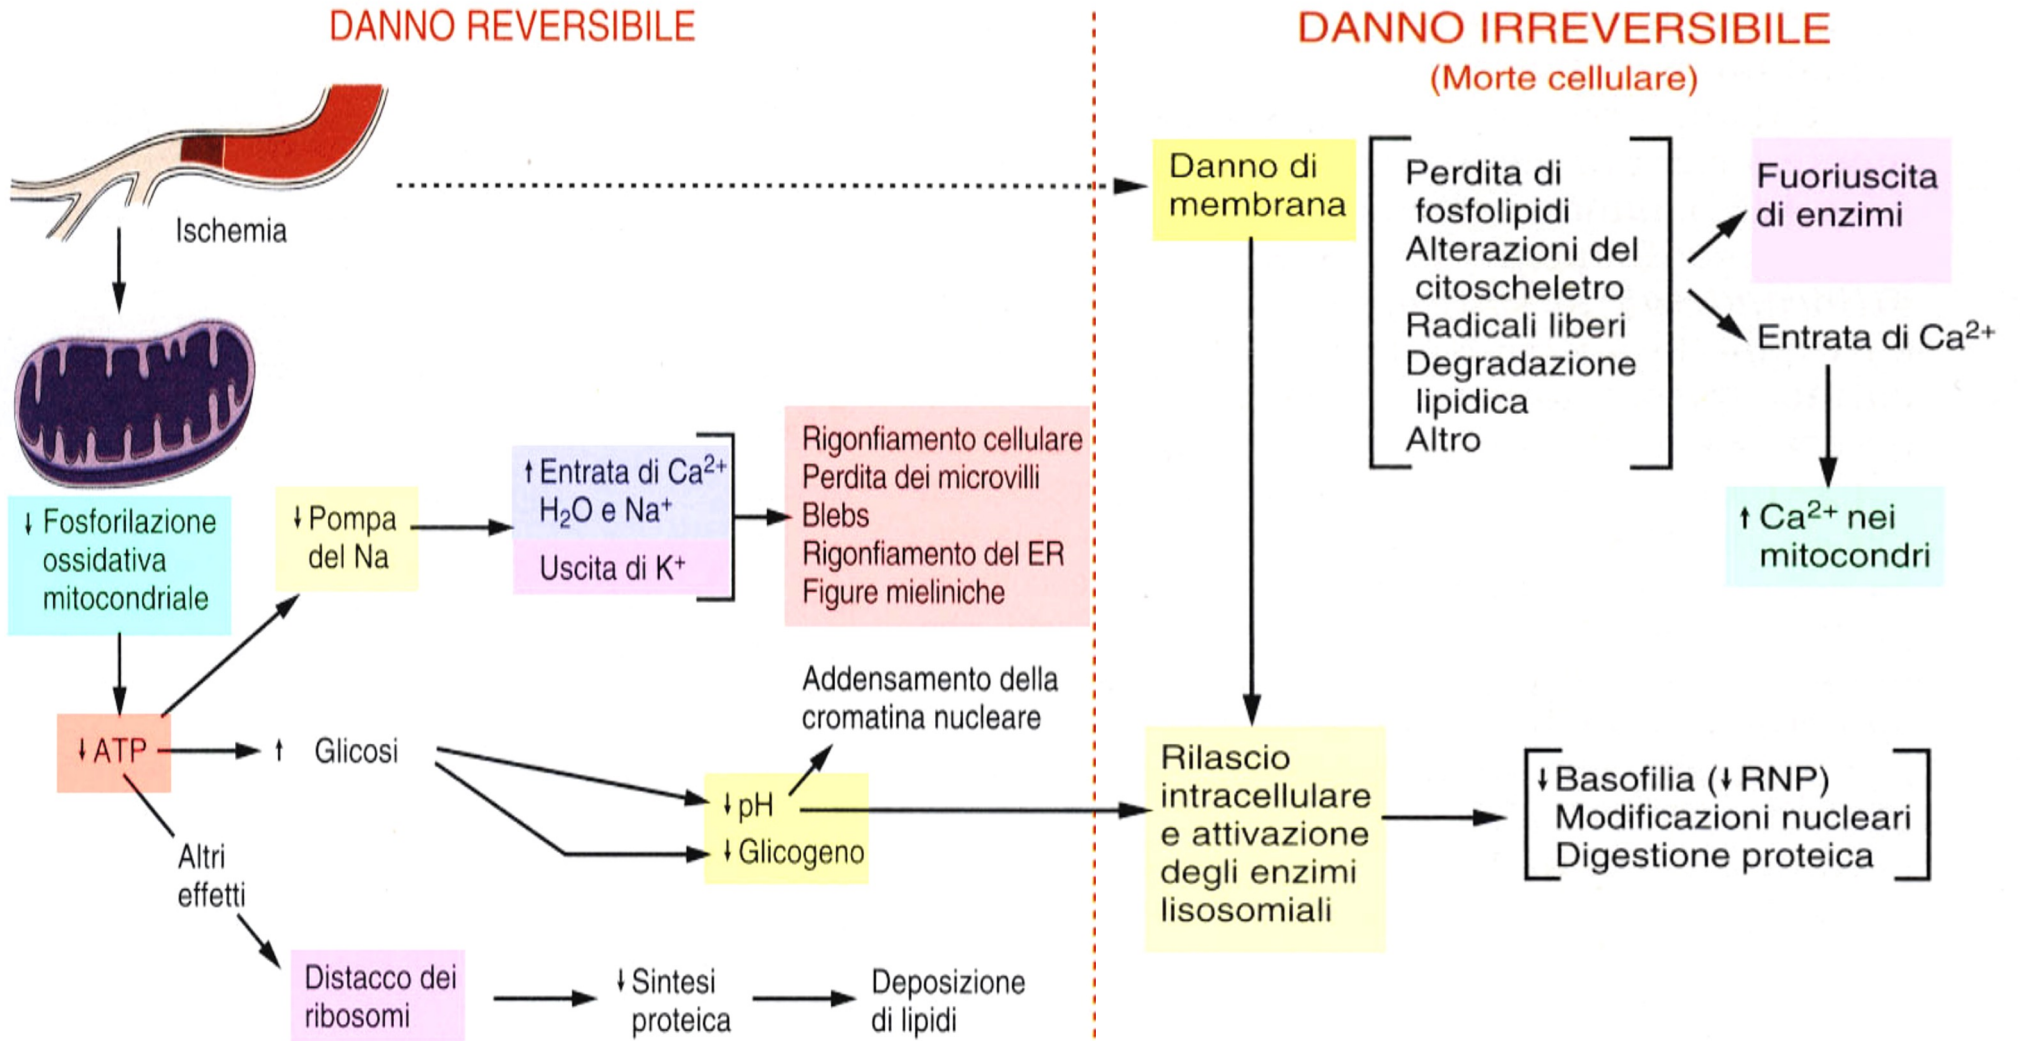 DANNO REVERSIBILE
Ischemia
↓ Fosforilazione
ossidativa
mitocondriale
↓ ATP
↓ Pompa
del Na
↑ Entrata di Ca²⁺
H₂O e Na⁺
Uscita di K⁺
Rigonfiamento cellulare
Perdita dei microvilli
Blebs
Rigonfiamento del ER
Figure mieliniche
↑ Glicosi
↓ pH
↓ Glicogeno
Addensamento della
cromatina nucleare
Altri
effetti
Distacco dei
ribosomi
↓ Sintesi
proteica
Deposizione
di lipidi
DANNO IRREVERSIBILE
(Morte cellulare)
Danno di
membrana
Perdita di
fosfolipidi
Alterazioni del
citoscheletro
Radicali liberi
Degradazione
lipidica
Altro
Fuoriuscita
di enzimi
Entrata di Ca²⁺
↑ Ca²⁺ nei
mitocondri
Rilascio
intracellulare
e attivazione
degli enzimi
lisosomiali
↓ Basofilia (↓ RNP)
Modificazioni nucleari
Digestione proteica